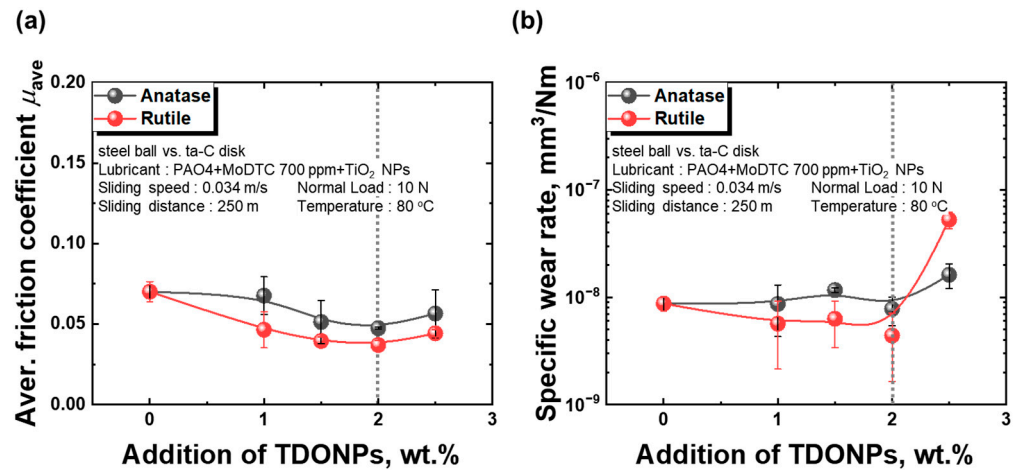 (a)
Aver. friction coefficient μave
0.20
0.15
0.10
0.05
0.00
Anatase
Rutile
steel ball vs. ta-C disk
Lubricant : PAO4+MoDTC 700 ppm+TiO2 NPs
Sliding speed : 0.034 m/s Normal Load : 10 N
Sliding distance : 250 m Temperature : 80 °C
0 1 2 3
Addition of TDONPs, wt.%
(b)
Specific wear rate, mm³/Nm
10⁻⁶
10⁻⁷
10⁻⁸
10⁻⁹
Anatase
Rutile
steel ball vs. ta-C disk
Lubricant : PAO4+MoDTC 700 ppm+TiO2 NPs
Sliding speed : 0.034 m/s Normal Load : 10 N
Sliding distance : 250 m Temperature : 80 °C
0 1 2 3
Addition of TDONPs, wt.%